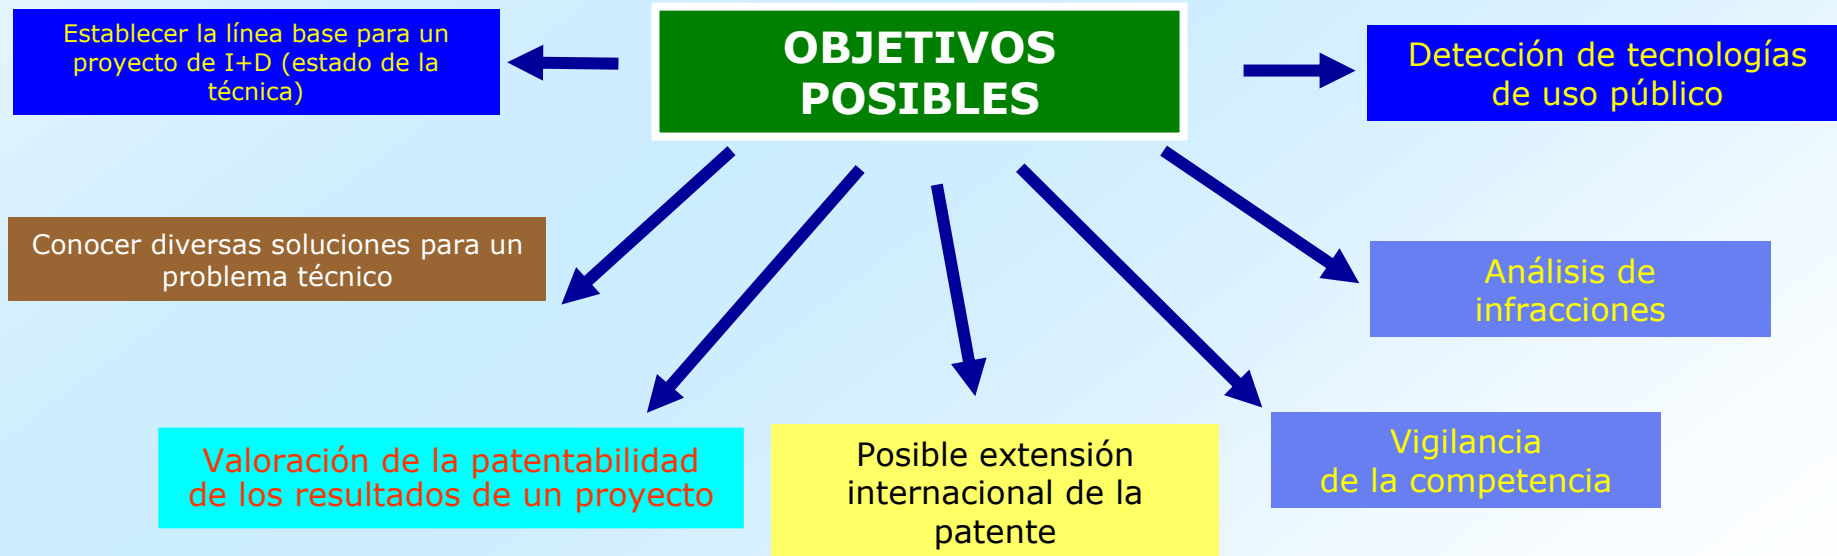 Establecer la línea base para un
proyecto de I+D (estado de la
técnica)
OBJETIVOS
POSIBLES
Detección de tecnologías
de uso público
Conocer diversas soluciones para un
problema técnico
Análisis de
infracciones
Valoración de la patentabilidad
de los resultados de un proyecto
Posible extensión
internacional de la
patente
Vigilancia
de la competencia